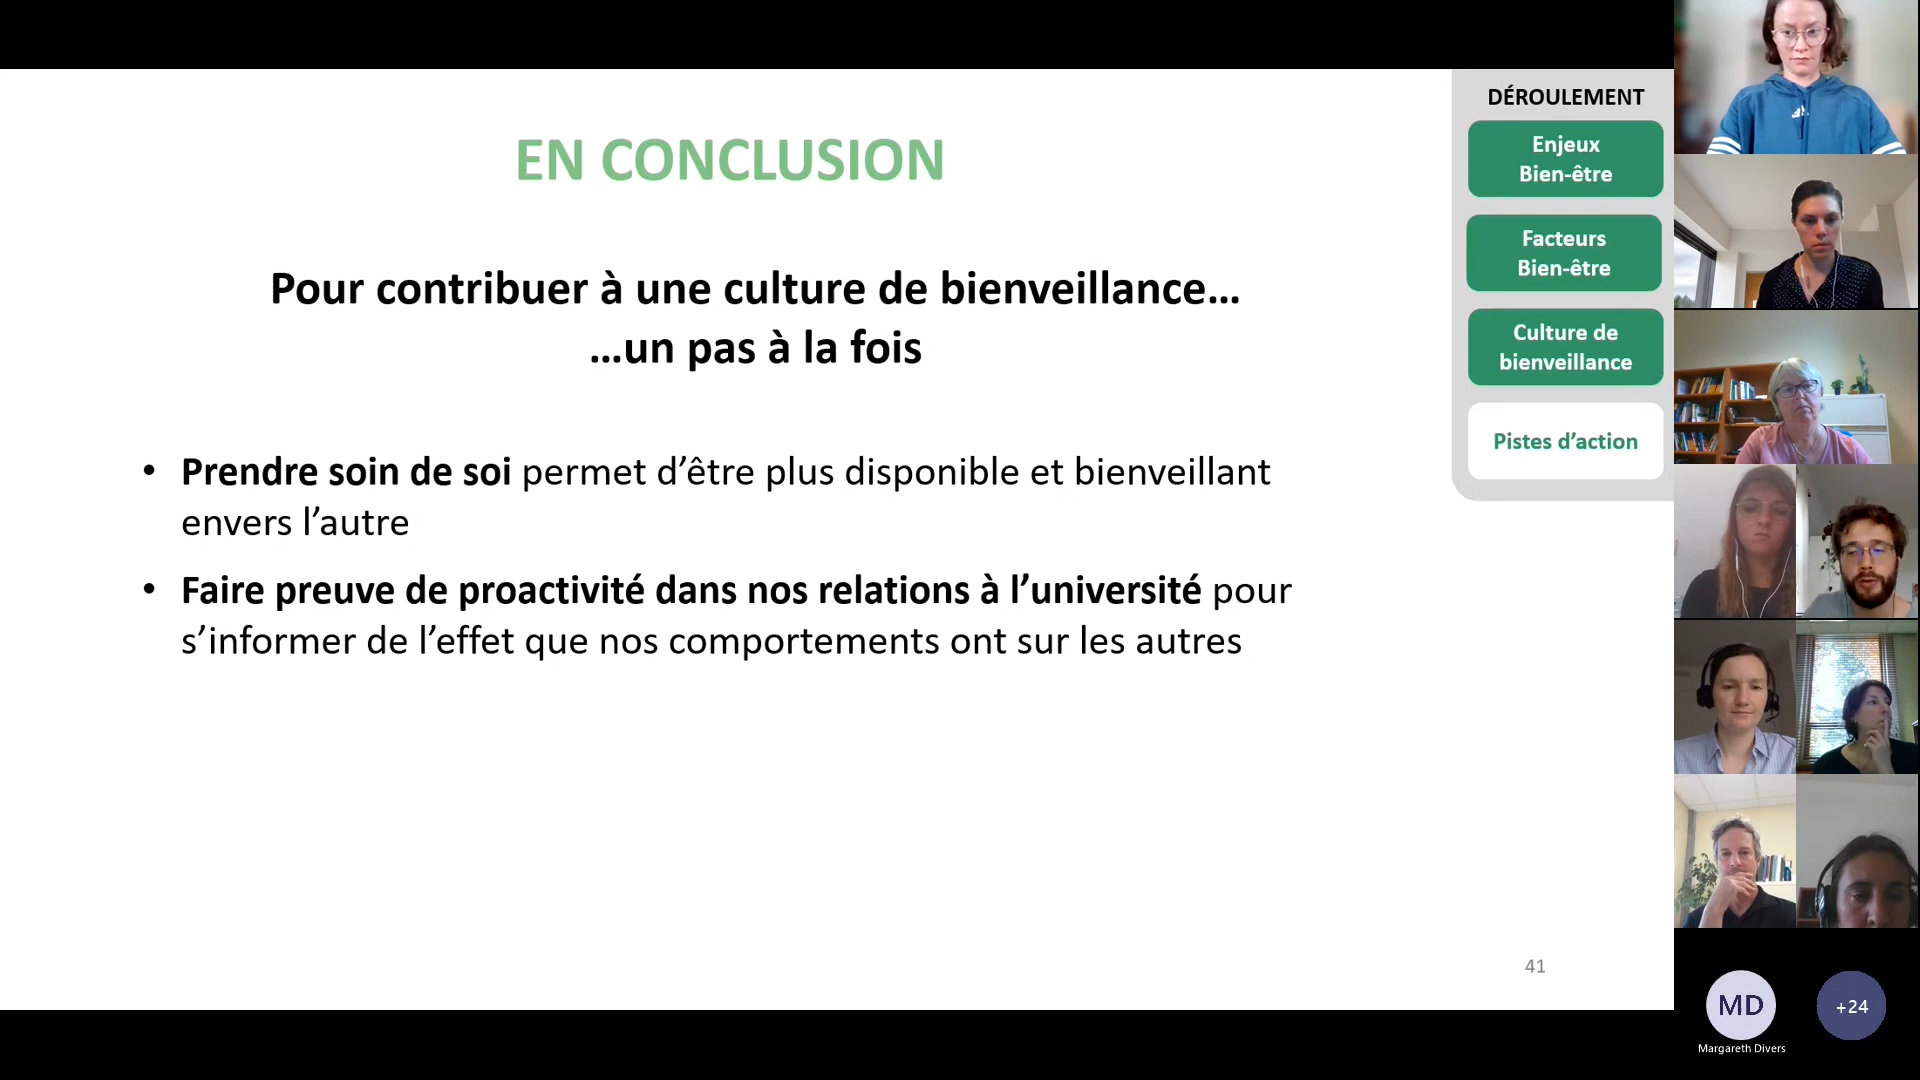 EN CONCLUSION
Pour contribuer à une culture de bienveillance...
...un pas à la fois
• Prendre soin de soi permet d’être plus disponible et bienveillant
envers l’autre
• Faire preuve de proactivité dans nos relations à l’université pour
s’informer de l’effet que nos comportements ont sur les autres
41
DÉROULEMENT
Enjeux
Bien-être
Facteurs
Bien-être
Culture de
bienveillance
Pistes d’action
MD
Margareth Divers
+24